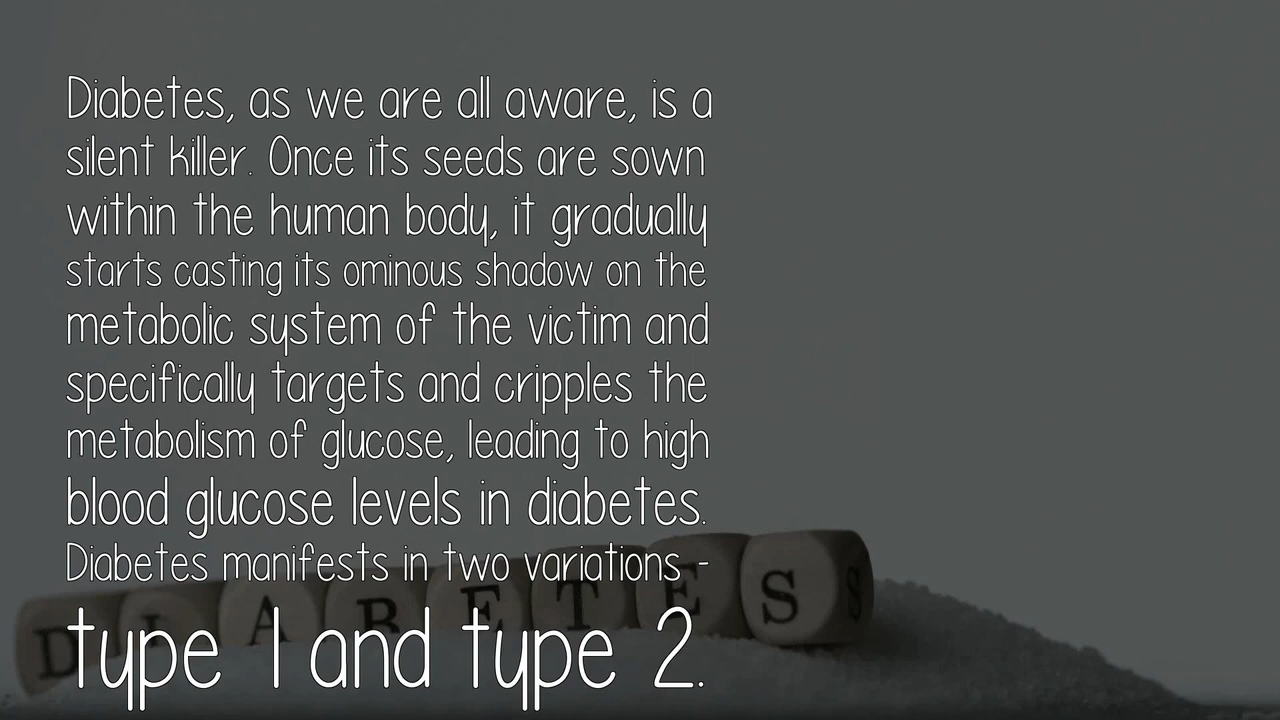 Diabetes, as we are all aware, is a
silent killer. Once its seeds are sown
within the human body, it gradually
starts casting its ominous shadow on the
metabolic system of the victim and
specifically targets and cripples the
metabolism of glucose, leading to high
blood glucose levels in diabetes.
Diabetes manifests in two variations -
type 1 and type 2.
DIABETES
S